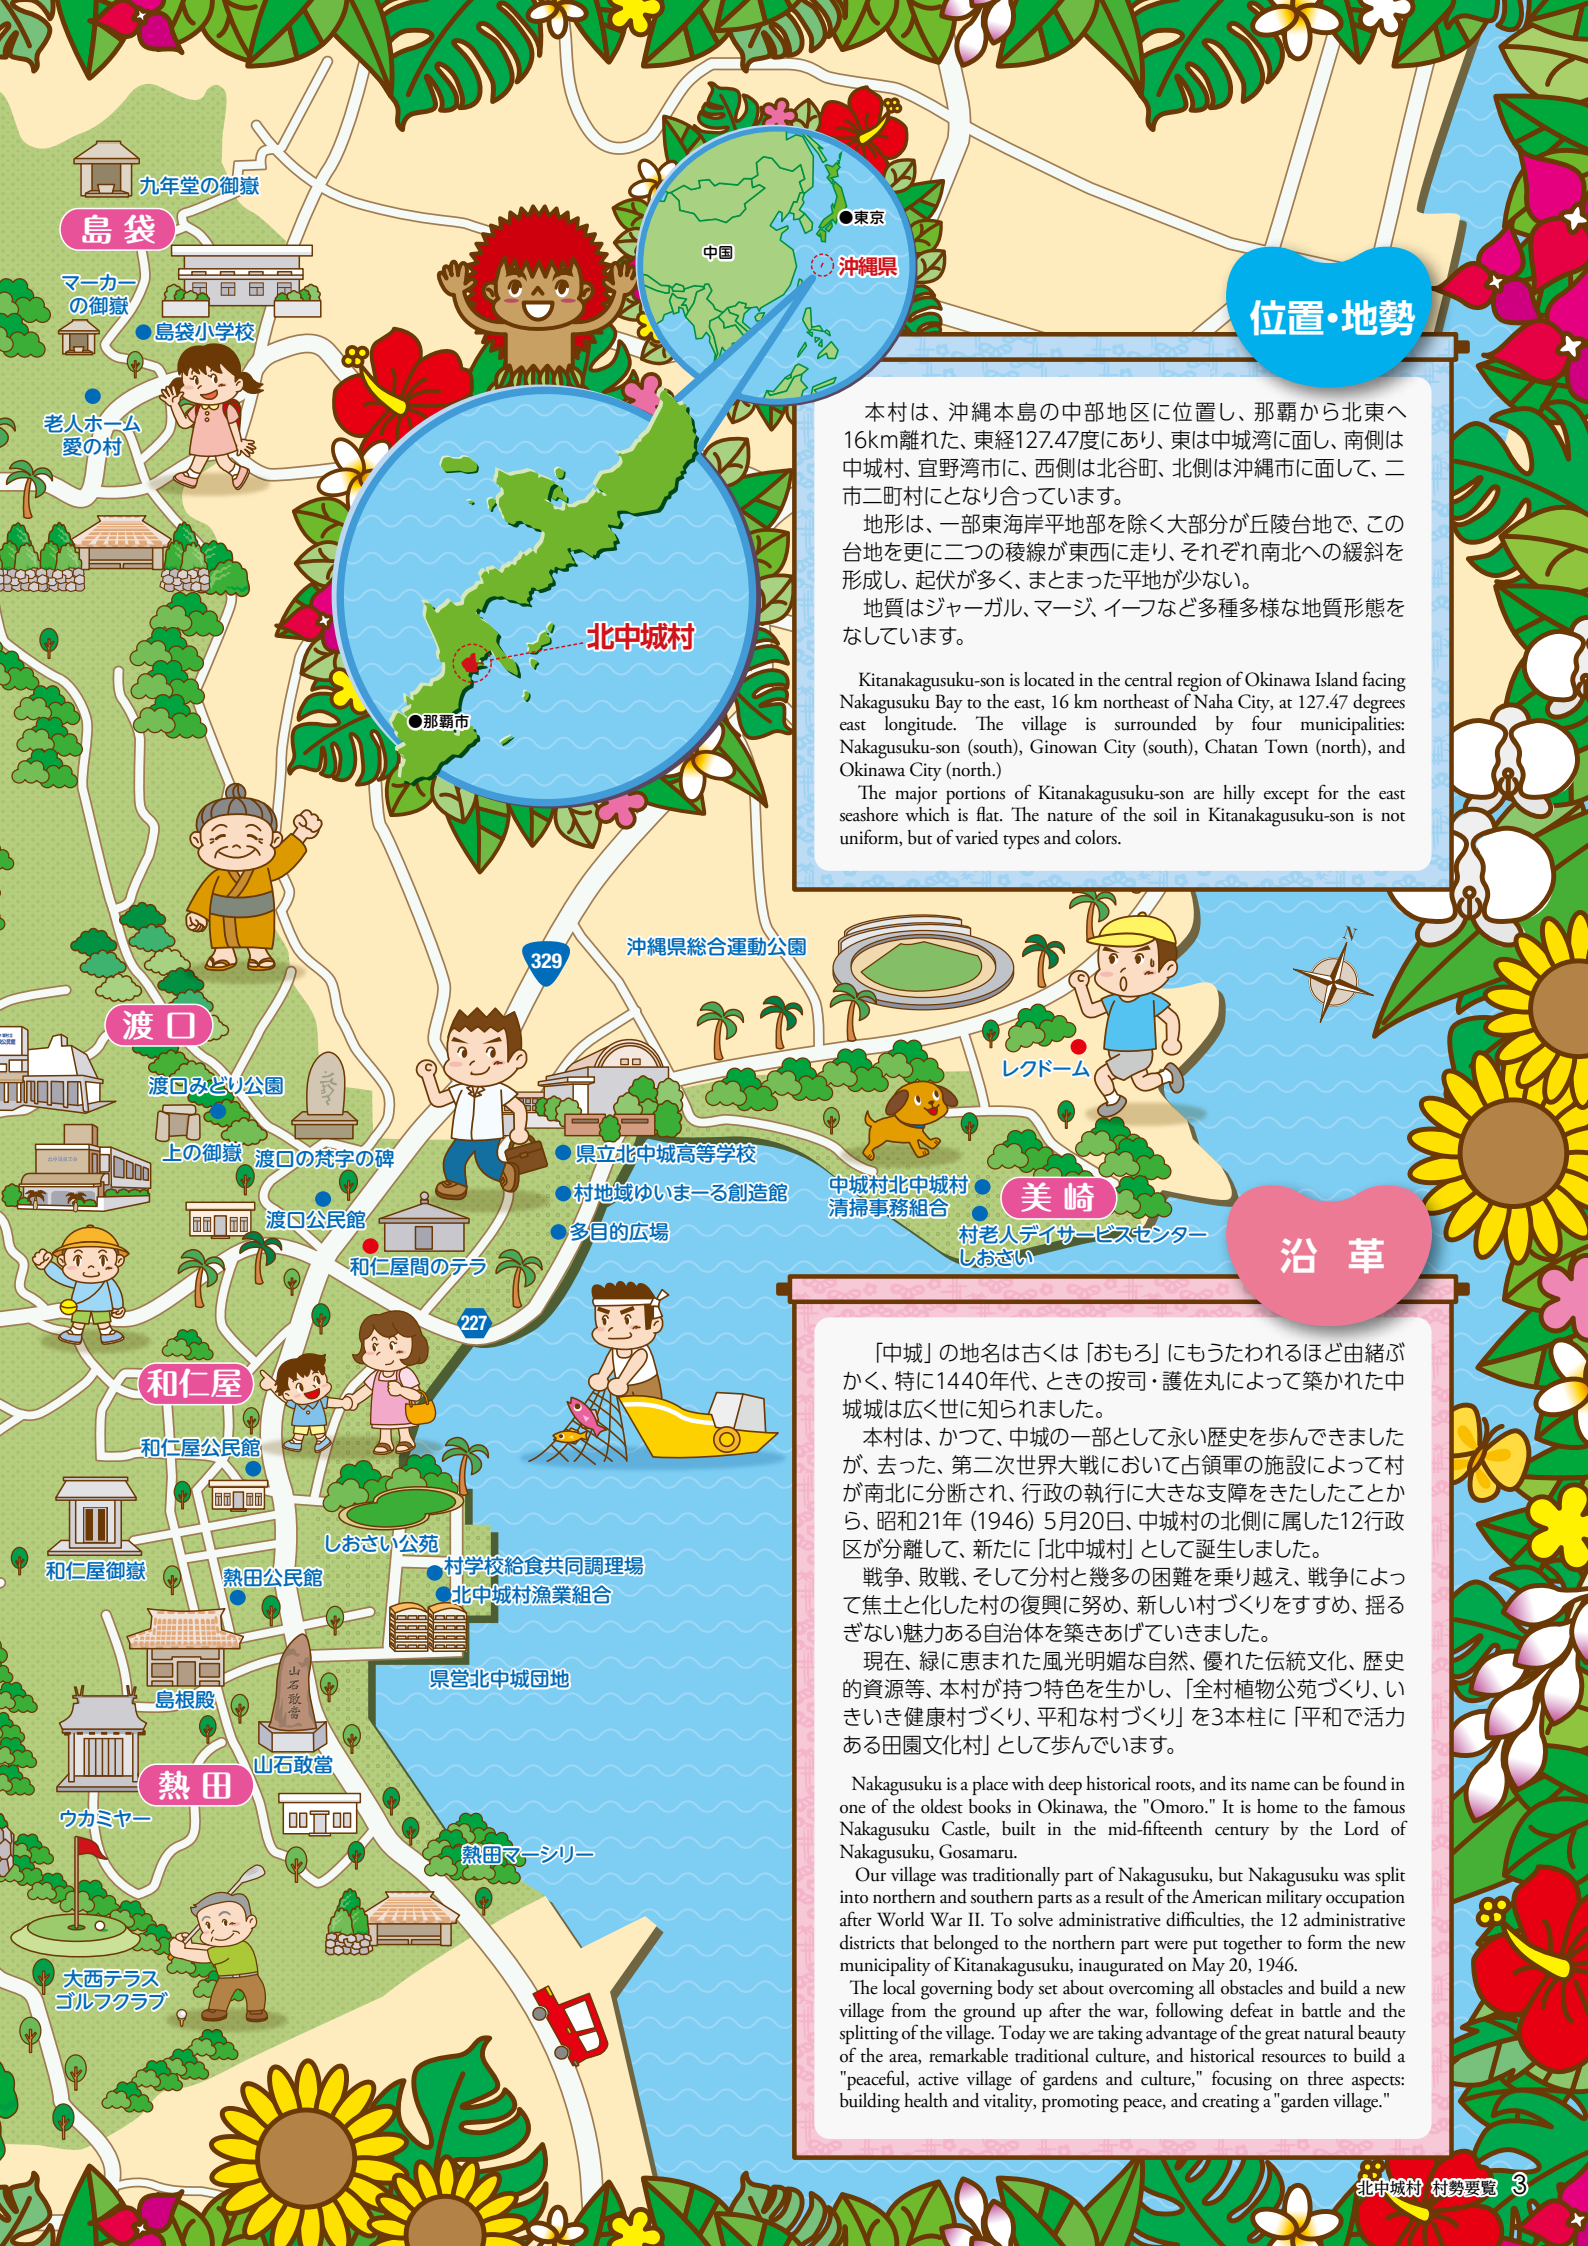 九年堂の御嶽
島袋
マーカー
の御嶽
島袋小学校
老人ホーム
愛の村
中国
東京
沖縄県
北中城村
那覇市
位置・地勢
本村は、沖縄本島の中部地区に位置し、那覇から北東へ
16km離れた、東経127.47度にあり、東は中城湾に面し、南側は
中城村、宜野湾市に、西側は北谷町、北側は沖縄市に面して、二
市二町村にとなり合っています。
地形は、一部東海岸平地部を除く大部分が丘陵台地で、この
台地を更に二つの稜線が東西に走り、それぞれ南北への緩斜を
形成し、起伏が多く、まとまった平地が少ない。
地質はジャーガル、マージ、イーフなど多種多様な地質形態を
なしています。
Kitanakagusuku-son is located in the central region of Okinawa Island facing
Nakagusuku Bay to the east, 16 km northeast of Naha City, at 127.47 degrees
east longitude. The village is surrounded by four municipalities:
Nakagusuku-son (south), Ginowan City (south), Chatan Town (north), and
Okinawa City (north.)
The major portions of Kitanakagusuku-son are hilly except for the east
seashore which is flat. The nature of the soil in Kitanakagusuku-son is not
uniform, but of varied types and colors.
329
沖縄県総合運動公園
N
レクドーム
渡口
渡口みどり公園
上の御嶽
渡口の梵字の碑
渡口公民館
和仁屋間のテラ
県立北中城高等学校
村地域ゆいまーる創造館
多目的広場
中城村北中城村
清掃事務組合
美崎
村老人デイサービスセンター
しおさい
227
和仁屋
和仁屋公民館
和仁屋御嶽
しおさい公苑
村学校給食共同調理場
北中城村漁業組合
熱田公民館
県営北中城団地
島根殿
山石敢當
山石敢當
熱田
ウカミヤー
熱田マーシリー
大西テラス
ゴルフクラブ
沿革
「中城」の地名は古くは「おもろ」にもうたわれるほど由緒ぶ
かく、特に1440年代、ときの按司・護佐丸によって築かれた中
城城は広く世に知られました。
本村は、かつて、中城の一部として永い歴史を歩んできました
が、去った、第二次世界大戦において占領軍の施設によって村
が南北に分断され、行政の執行に大きな支障をきたしたことか
ら、昭和21年（1946）5月20日、中城村の北側に属した12行政
区が分離して、新たに「北中城村」として誕生しました。
戦争、敗戦、そして分村と幾多の困難を乗り越え、戦争によっ
て焦土と化した村の復興に努め、新しい村づくりをすすめ、揺る
ぎない魅力ある自治体を築きあげていきました。
現在、緑に恵まれた風光明媚な自然、優れた伝統文化、歴史
的資源等、本村が持つ特色を生かし、「全村植物公苑づくり、い
きいき健康村づくり、平和な村づくり」を3本柱に「平和で活力
ある田園文化村」として歩んでいます。
Nakagusuku is a place with deep historical roots, and its name can be found in
one of the oldest books in Okinawa, the "Omoro." It is home to the famous
Nakagusuku Castle, built in the mid-fifteenth century by the Lord of
Nakagusuku, Gosamaru.
Our village was traditionally part of Nakagusuku, but Nakagusuku was split
into northern and southern parts as a result of the American military occupation
after World War II. To solve administrative difficulties, the 12 administrative
districts that belonged to the northern part were put together to form the new
municipality of Kitanakagusuku, inaugurated on May 20, 1946.
The local governing body set about overcoming all obstacles and build a new
village from the ground up after the war, following defeat in battle and the
splitting of the village. Today we are taking advantage of the great natural beauty
of the area, remarkable traditional culture, and historical resources to build a
"peaceful, active village of gardens and culture," focusing on three aspects:
building health and vitality, promoting peace, and creating a "garden village."
北中城村 村勢要覧 3